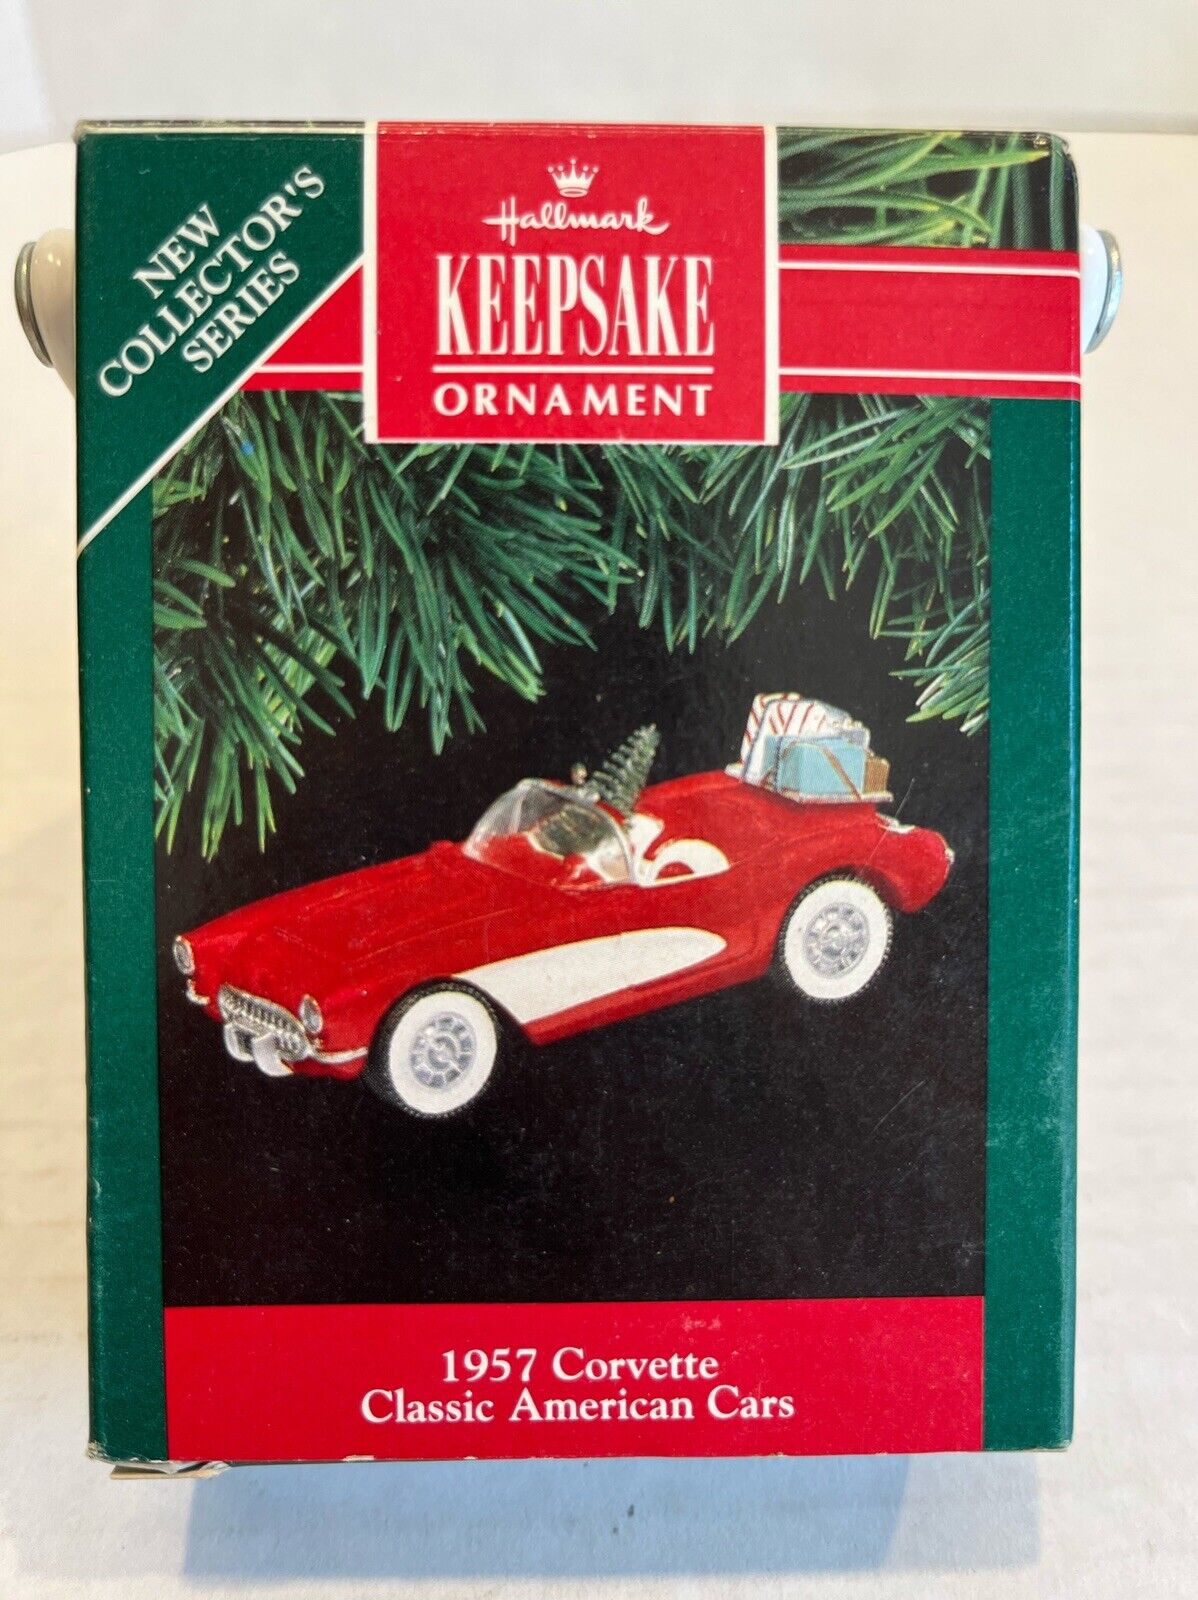 NEW
COLLECTOR'S
SERIES
Hallmark
KEEPSAKE
ORNAMENT
1957 Corvette
Classic American Cars